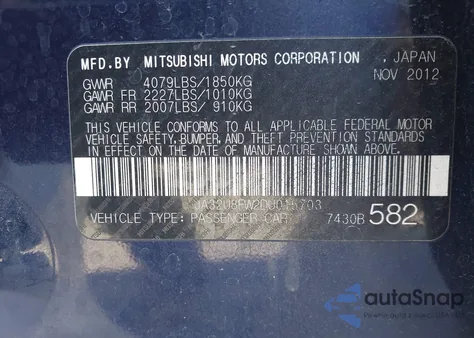 MFD.BY MITSUBISHI MOTORS CORPORATION , JAPAN
GVWR 4079LBS/1850KG NOV 2012
GAWR FR 2227LBS/1010KG
GAWR RR 2007LBS/ 910KG
THIS VEHICLE CONFORMS TO ALL APPLICABLE FEDERAL MOTOR
VEHICLE SAFETY, BUMPER, AND THEFT PREVENTION STANDARDS
IN EFFECT ON THE DATE OF MANUFACTURE SHOWN ABOVE.
JA32U8FW2DU015703
VEHICLE TYPE: PASSENGER CAR 7430B 582
autoSnap